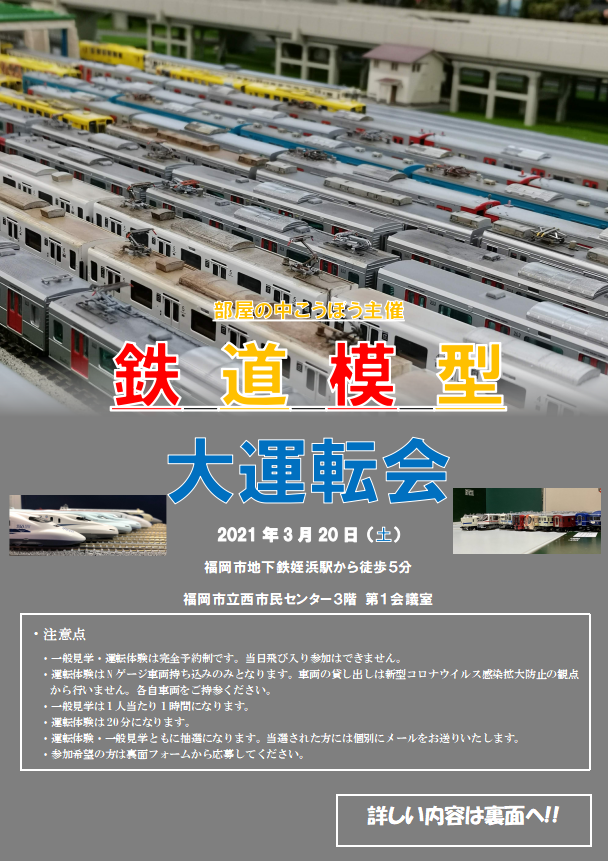 部屋の中こうぼう主催
鉄道模型
大運転会
2021年3月20日（土）
福岡市地下鉄姪浜駅から徒歩5分
福岡市立西市民センター3階 第1会議室
・注意点
・一般見学・運転体験は完全予約制です。当日飛び入り参加はできません。
・運転体験はNゲージ車両持ち込みのみとなります。車両の貸し出しは新型コロナウイルス感染拡大防止の観点
から行いません。各自車両をご持参ください。
・一般見学は1人当たり1時間になります。
・運転体験は20分になります。
・運転体験・一般見学ともに抽選になります。当選された方には個別にメールをお送りいたします。
・参加希望の方は裏面フォームから応募してください。
詳しい内容は裏面へ!!